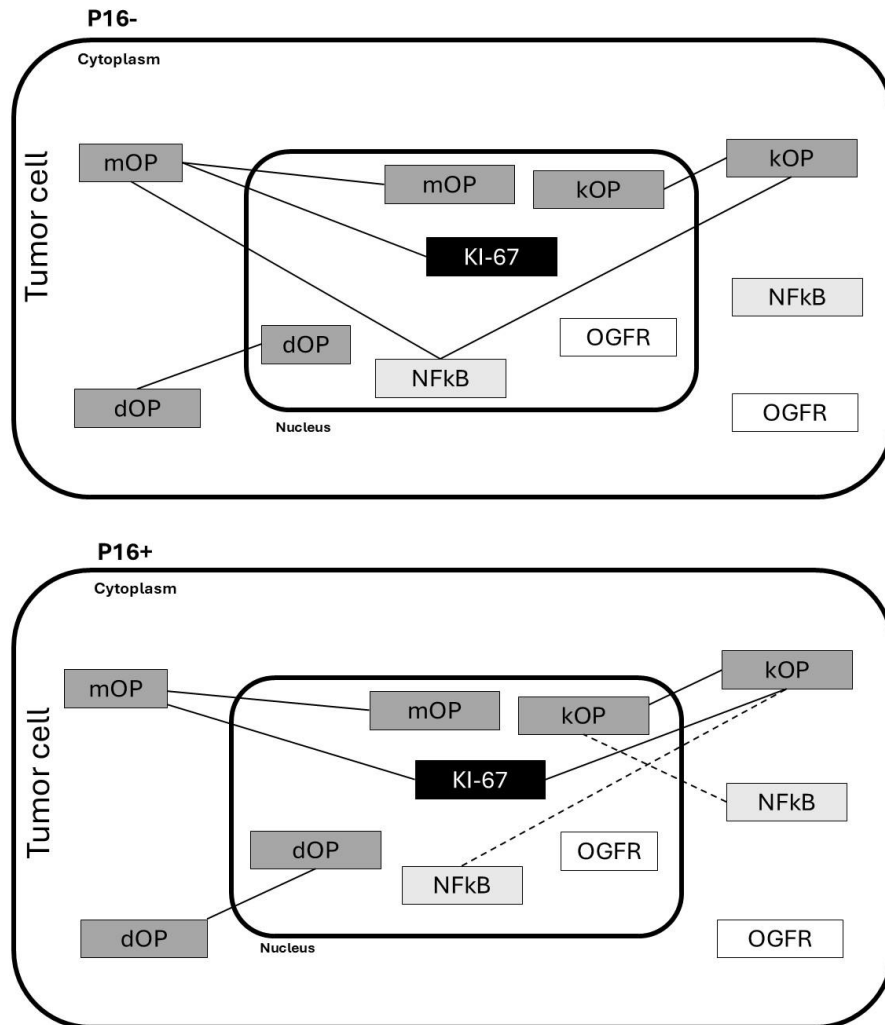 P16-
Cytoplasm
Tumor cell
mOP
kOP
mOP
kOP
KI-67
NFkB
OGFR
dOP
NFkB
dOP
OGFR
Nucleus
P16+
Cytoplasm
Tumor cell
kOP
mOP
mOP
kOP
KI-67
NFkB
dOP
OGFR
NFkB
dOP
OGFR
Nucleus